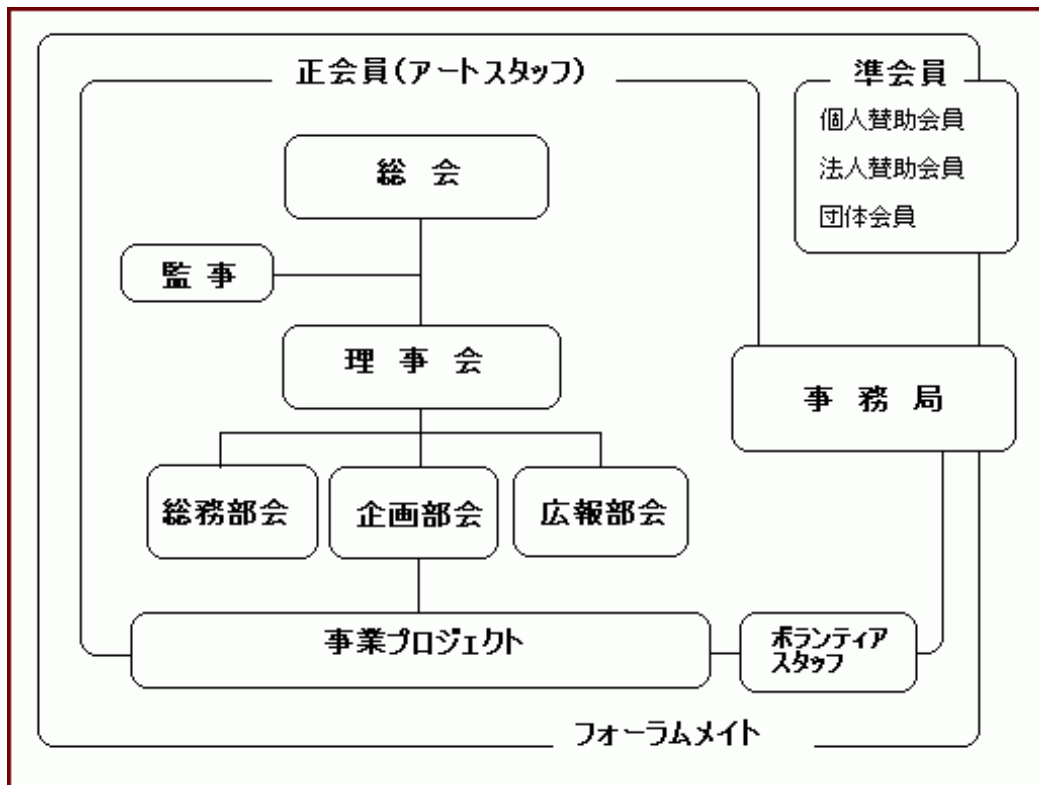 正会員(アートスタッフ)
準会員
個人賛助会員
法人賛助会員
団体会員
総 会
監 事
理 事 会
事 務 局
総務部会
企画部会
広報部会
事業プロジェクト
ボランティア
スタッフ
フォーラムメイト